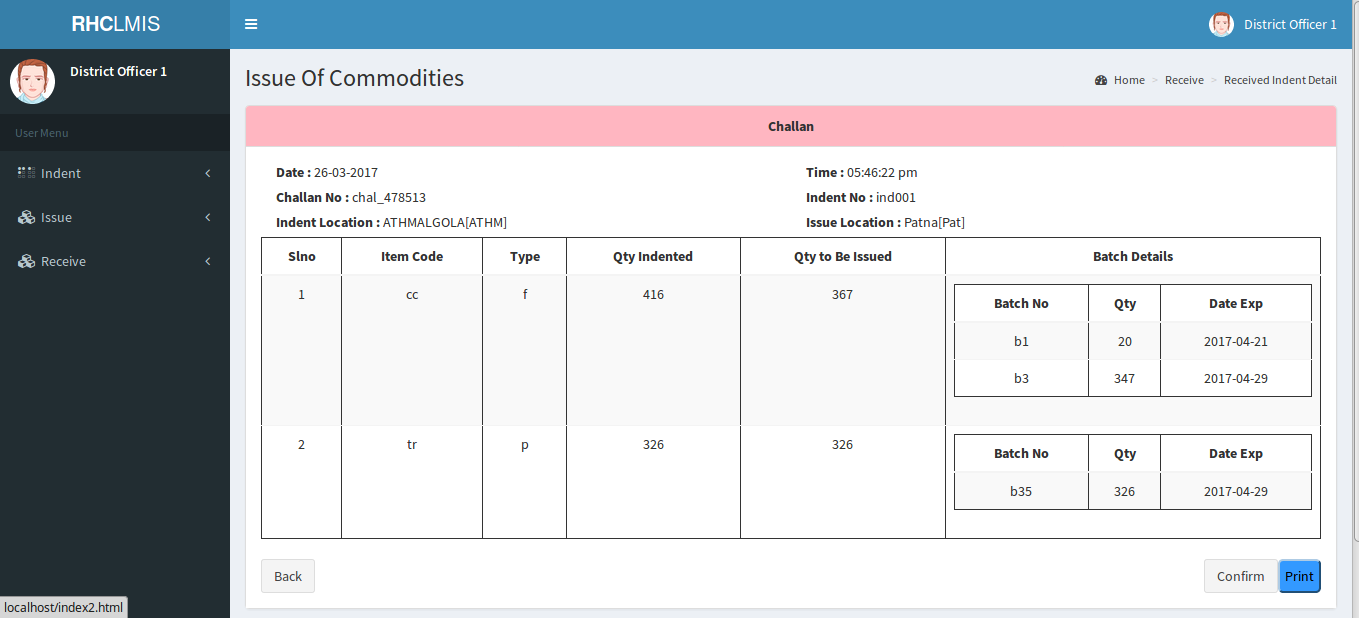 RHCLMIS
District Officer 1
District Officer 1
User Menu
Indent
Issue
Receive
Issue Of Commodities
Home > Receive > Received Indent Detail
Challan
Date : 26-03-2017
Time : 05:46:22 pm
Challan No : chal_478513
Indent No : ind001
Indent Location : ATHMALGOLA[ATHM]
Issue Location : Patna[Pat]
Slno Item Code Type Qty Indented Qty to Be Issued Batch Details
1 cc f 416 367
Batch No Qty Date Exp
b1 20 2017-04-21
b3 347 2017-04-29
2 tr p 326 326
Batch No Qty Date Exp
b35 326 2017-04-29
Back
Confirm
Print
localhost/index2.html